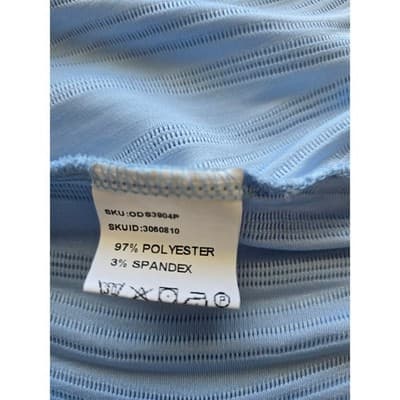 SKU:ODS3904P
SKUID:3060810
97% POLYESTER
3% SPANDEX